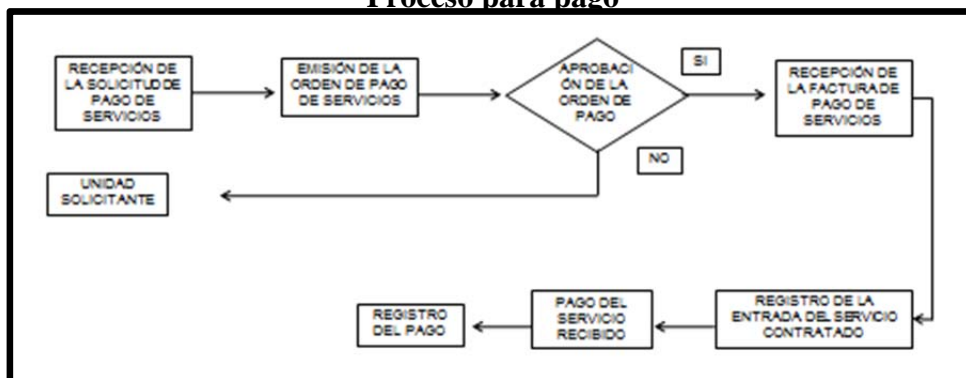 Proceso para pago
RECEPCIÓN DE
LA SOLICITUD DE
PAGO DE
SERVICIOS
EMISIÓN DE LA
ORDEN DE PAGO
DE SERVICIOS
APROBACI
ÓN DE LA
ORDEN DE
PAGO
SI
RECEPCIÓN DE
LA FACTURA DE
PAGO DE
SERVICIOS
NO
UNIDAD
SOLICITANTE
REGISTRO
DEL PAGO
PAGO DEL
SERVICIO
RECIBIDO
REGISTRO DE LA
ENTRADA DEL SERVICIO
CONTRATADO